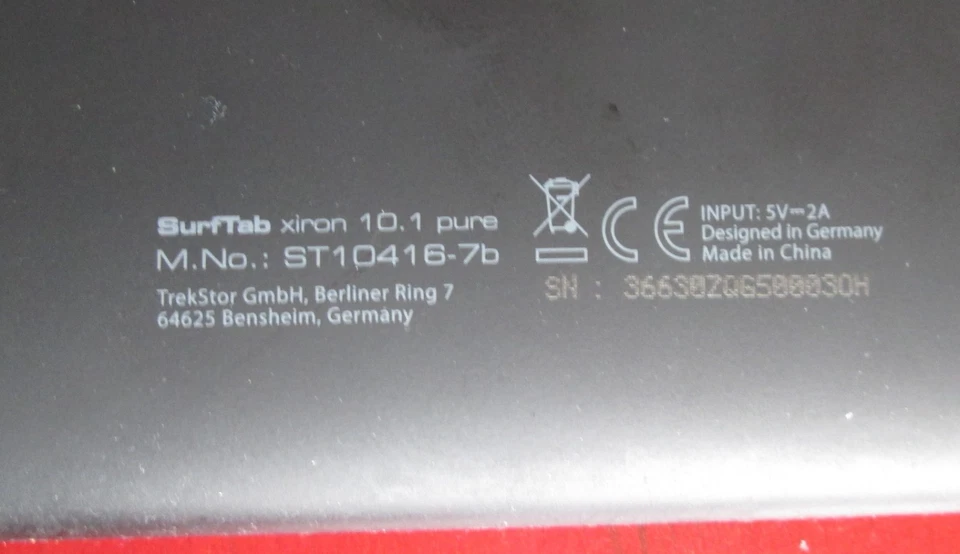 SurfTab xiron 10.1 pure
M.No.: ST10416-7b
TrekStor GmbH, Berliner Ring 7
64625 Bensheim, Germany
CE
INPUT: 5V⎓2A
Designed in Germany
Made in China
SN : 36630ZQG50003QH